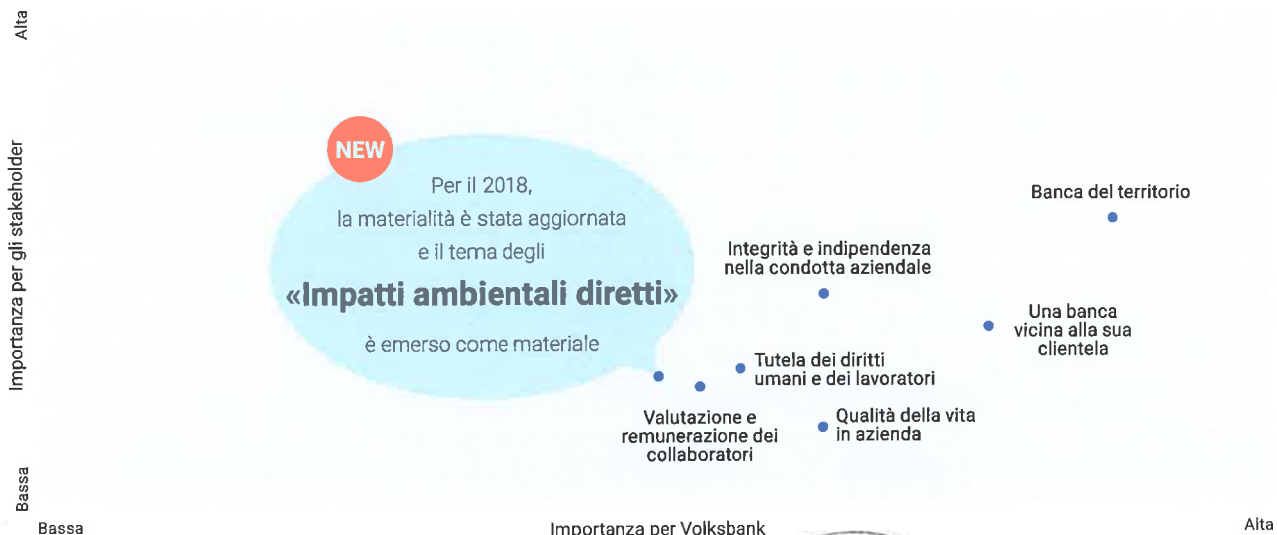 Alta
Importanza per gli stakeholder
Bassa
NEW
Per il 2018,
la materialità è stata aggiornata
e il tema degli
«Impatti ambientali diretti»
è emerso come materiale
Banca del territorio
Integrità e indipendenza
nella condotta aziendale
Una banca
vicina alla sua
clientela
Tutela dei diritti
umani e dei lavoratori
Valutazione e
remunerazione dei
collaboratori
Qualità della vita
in azienda
Bassa
Importanza per Volksbank
Alta